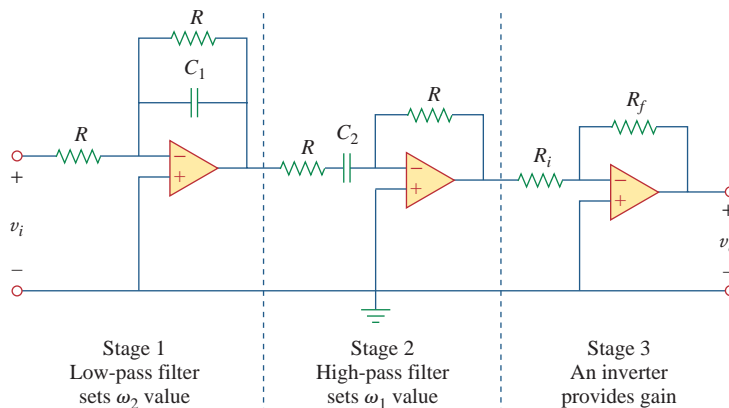 R
C₁
R
C₂
R
R
Rᵢ
R_f
+
vᵢ
−
−
+
−
+
−
+
+
−
Stage 1
Low-pass filter
sets ω₂ value
Stage 2
High-pass filter
sets ω₁ value
Stage 3
An inverter
provides gain